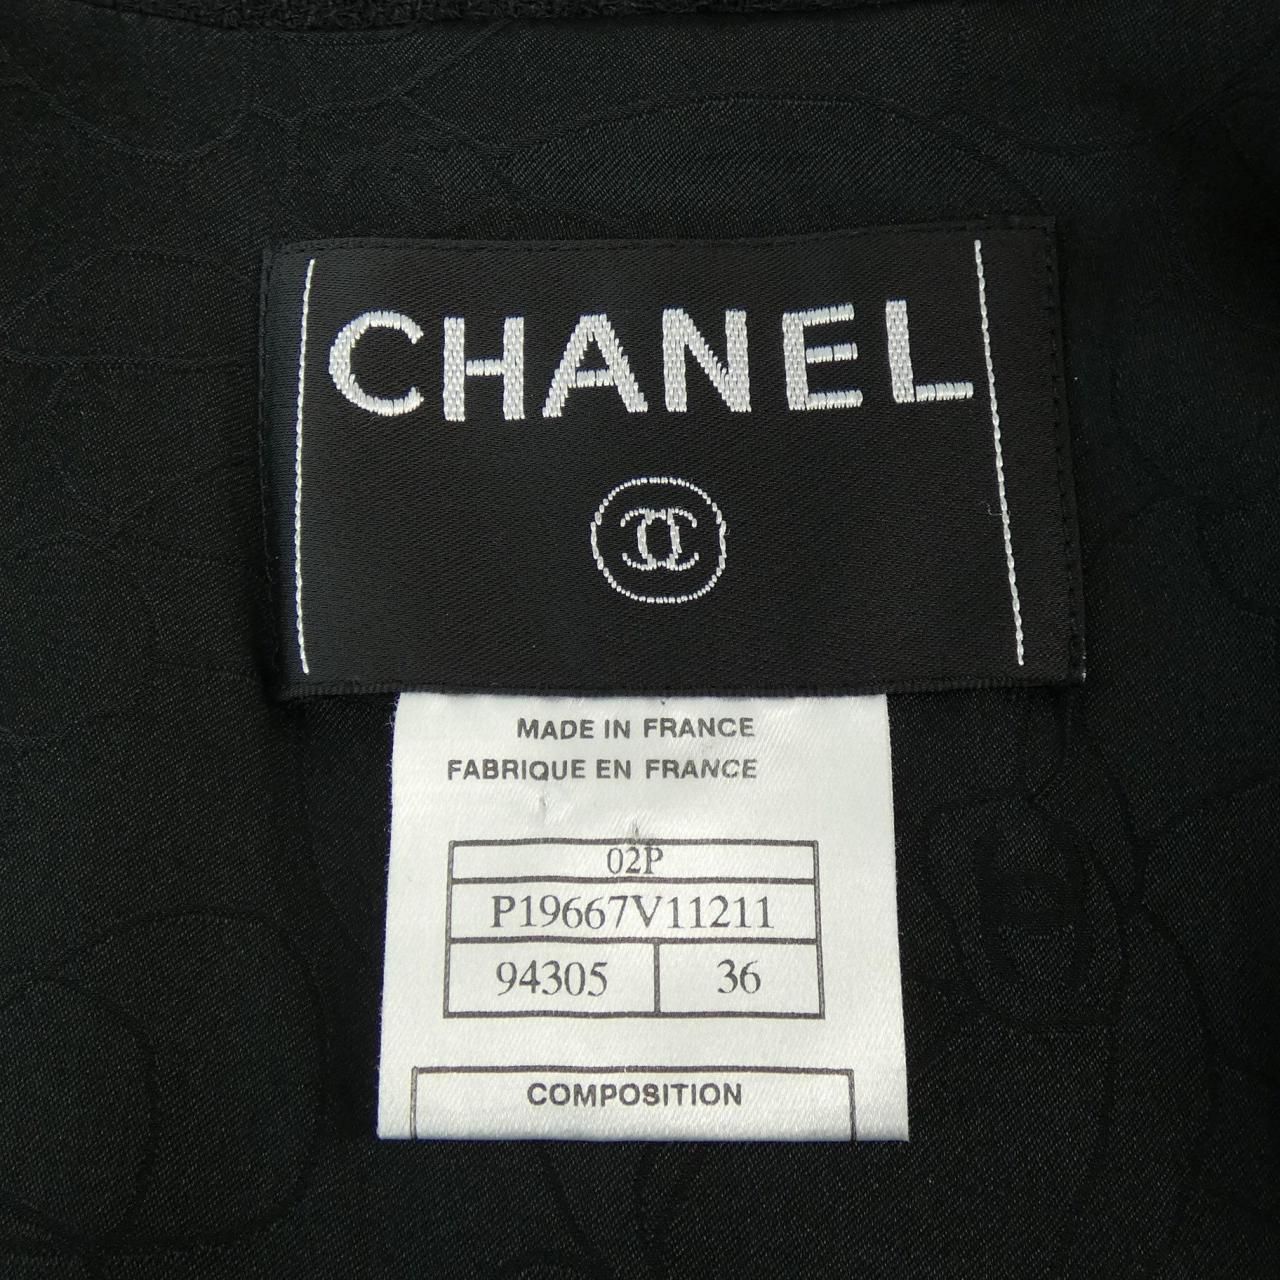 CHANEL
MADE IN FRANCE
FABRIQUE EN FRANCE
02P
P19667V11211
94305 36
COMPOSITION